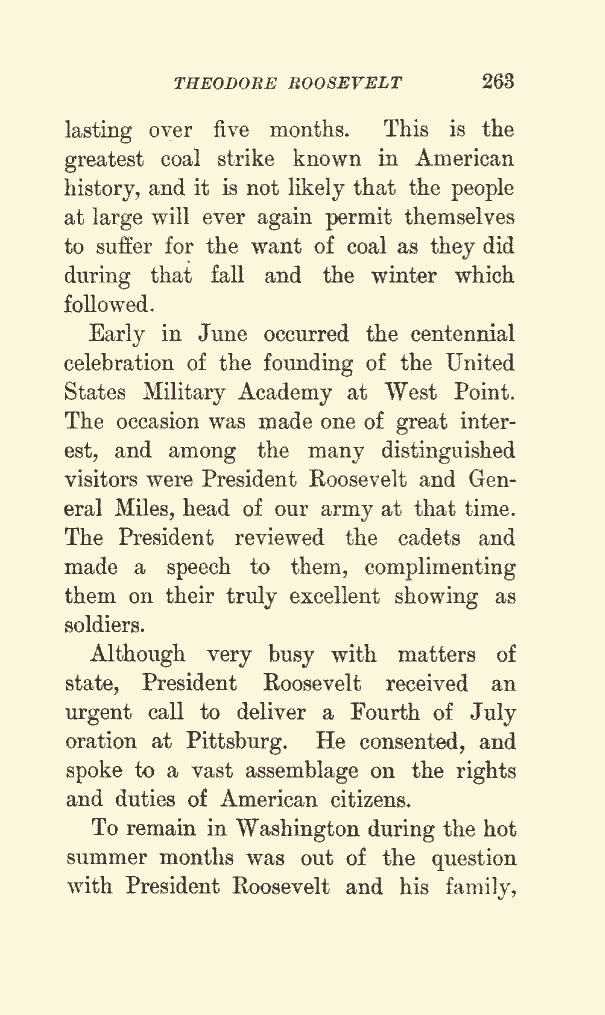 THEODORE ROOSEVELT 263
lasting over five months. This is the
greatest coal strike known in American
history, and it is not likely that the people
at large will ever again permit themselves
to suffer for the want of coal as they did
during that fall and the winter which
followed.
Early in June occurred the centennial
celebration of the founding of the United
States Military Academy at West Point.
The occasion was made one of great inter-
est, and among the many distinguished
visitors were President Roosevelt and Gen-
eral Miles, head of our army at that time.
The President reviewed the cadets and
made a speech to them, complimenting
them on their truly excellent showing as
soldiers.
Although very busy with matters of
state, President Roosevelt received an
urgent call to deliver a Fourth of July
oration at Pittsburg. He consented, and
spoke to a vast assemblage on the rights
and duties of American citizens.
To remain in Washington during the hot
summer months was out of the question
with President Roosevelt and his family,